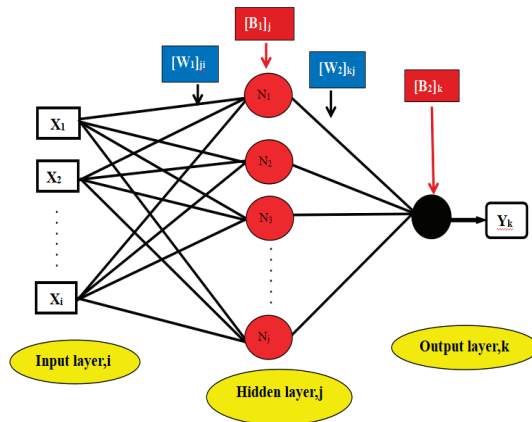 [B₁]ⱼ
[W₁]ⱼᵢ
[W₂]ₖⱼ
[B₂]ₖ
X₁
X₂
Xᵢ
N₁
N₂
N₃
Nⱼ
Yₖ
Input layer,i
Hidden layer,j
Output layer,k